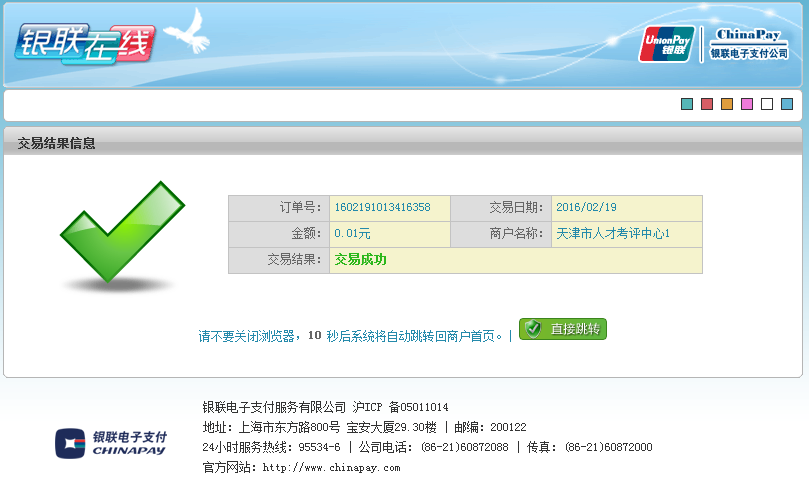 银联在线
UnionPay
银联
ChinaPay
银联电子支付公司
交易结果信息
订单号： 1602191013416358 交易日期： 2016/02/19
金额： 0.01元 商户名称： 天津市人才考评中心1
交易结果： 交易成功
请不要关闭浏览器，10 秒后系统将自动跳转回商户首页。| 直接跳转
银联电子支付服务有限公司 沪ICP 备05011014
地址：上海市东方路800号 宝安大厦29.30楼 | 邮编：200122
银联电子支付
CHINAPAY
24小时服务热线：95534-6 | 公司电话：(86-21)60872088 | 传真：(86-21)60872000
官方网站：http://www.chinapay.com